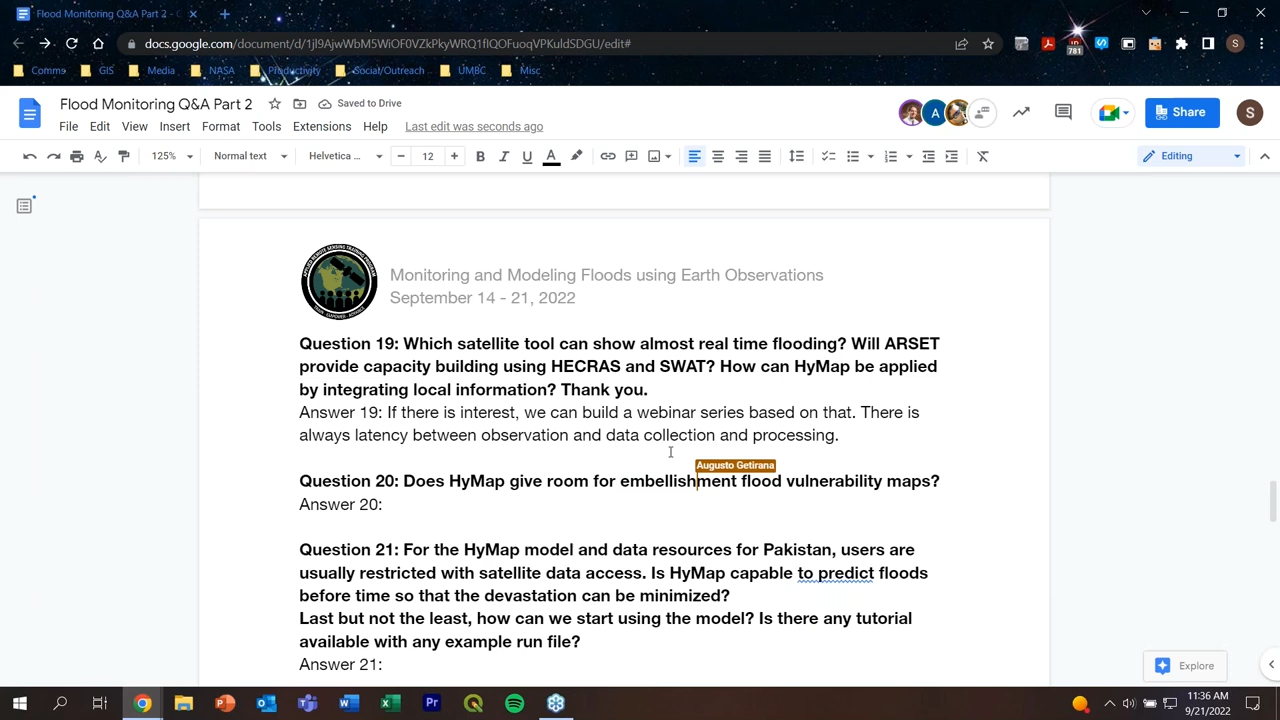 Flood Monitoring Q&A Part 2 - G
docs.google.com/document/d/1jl9AjwWbM5WiOF0VZkPkyWRQ1fIQOFuoqVPKuldSDGU/edit#
781
S
Comms
GIS
Media
NASA
Productivity
Social/Outreach
UMBC
Misc
Flood Monitoring Q&A Part 2
Saved to Drive
A
Share
S
File Edit View Insert Format Tools Extensions Help Last edit was seconds ago
125% Normal text Helvetica ... 12 B I U A Editing
Monitoring and Modeling Floods using Earth Observations
September 14 - 21, 2022
Question 19: Which satellite tool can show almost real time flooding? Will ARSET
provide capacity building using HECRAS and SWAT? How can HyMap be applied
by integrating local information? Thank you.
Answer 19: If there is interest, we can build a webinar series based on that. There is
always latency between observation and data collection and processing.
Augusto Getirana
Question 20: Does HyMap give room for embellishment flood vulnerability maps?
Answer 20:
Question 21: For the HyMap model and data resources for Pakistan, users are
usually restricted with satellite data access. Is HyMap capable to predict floods
before time so that the devastation can be minimized?
Last but not the least, how can we start using the model? Is there any tutorial
available with any example run file?
Answer 21:
Explore
11:36 AM
9/21/2022